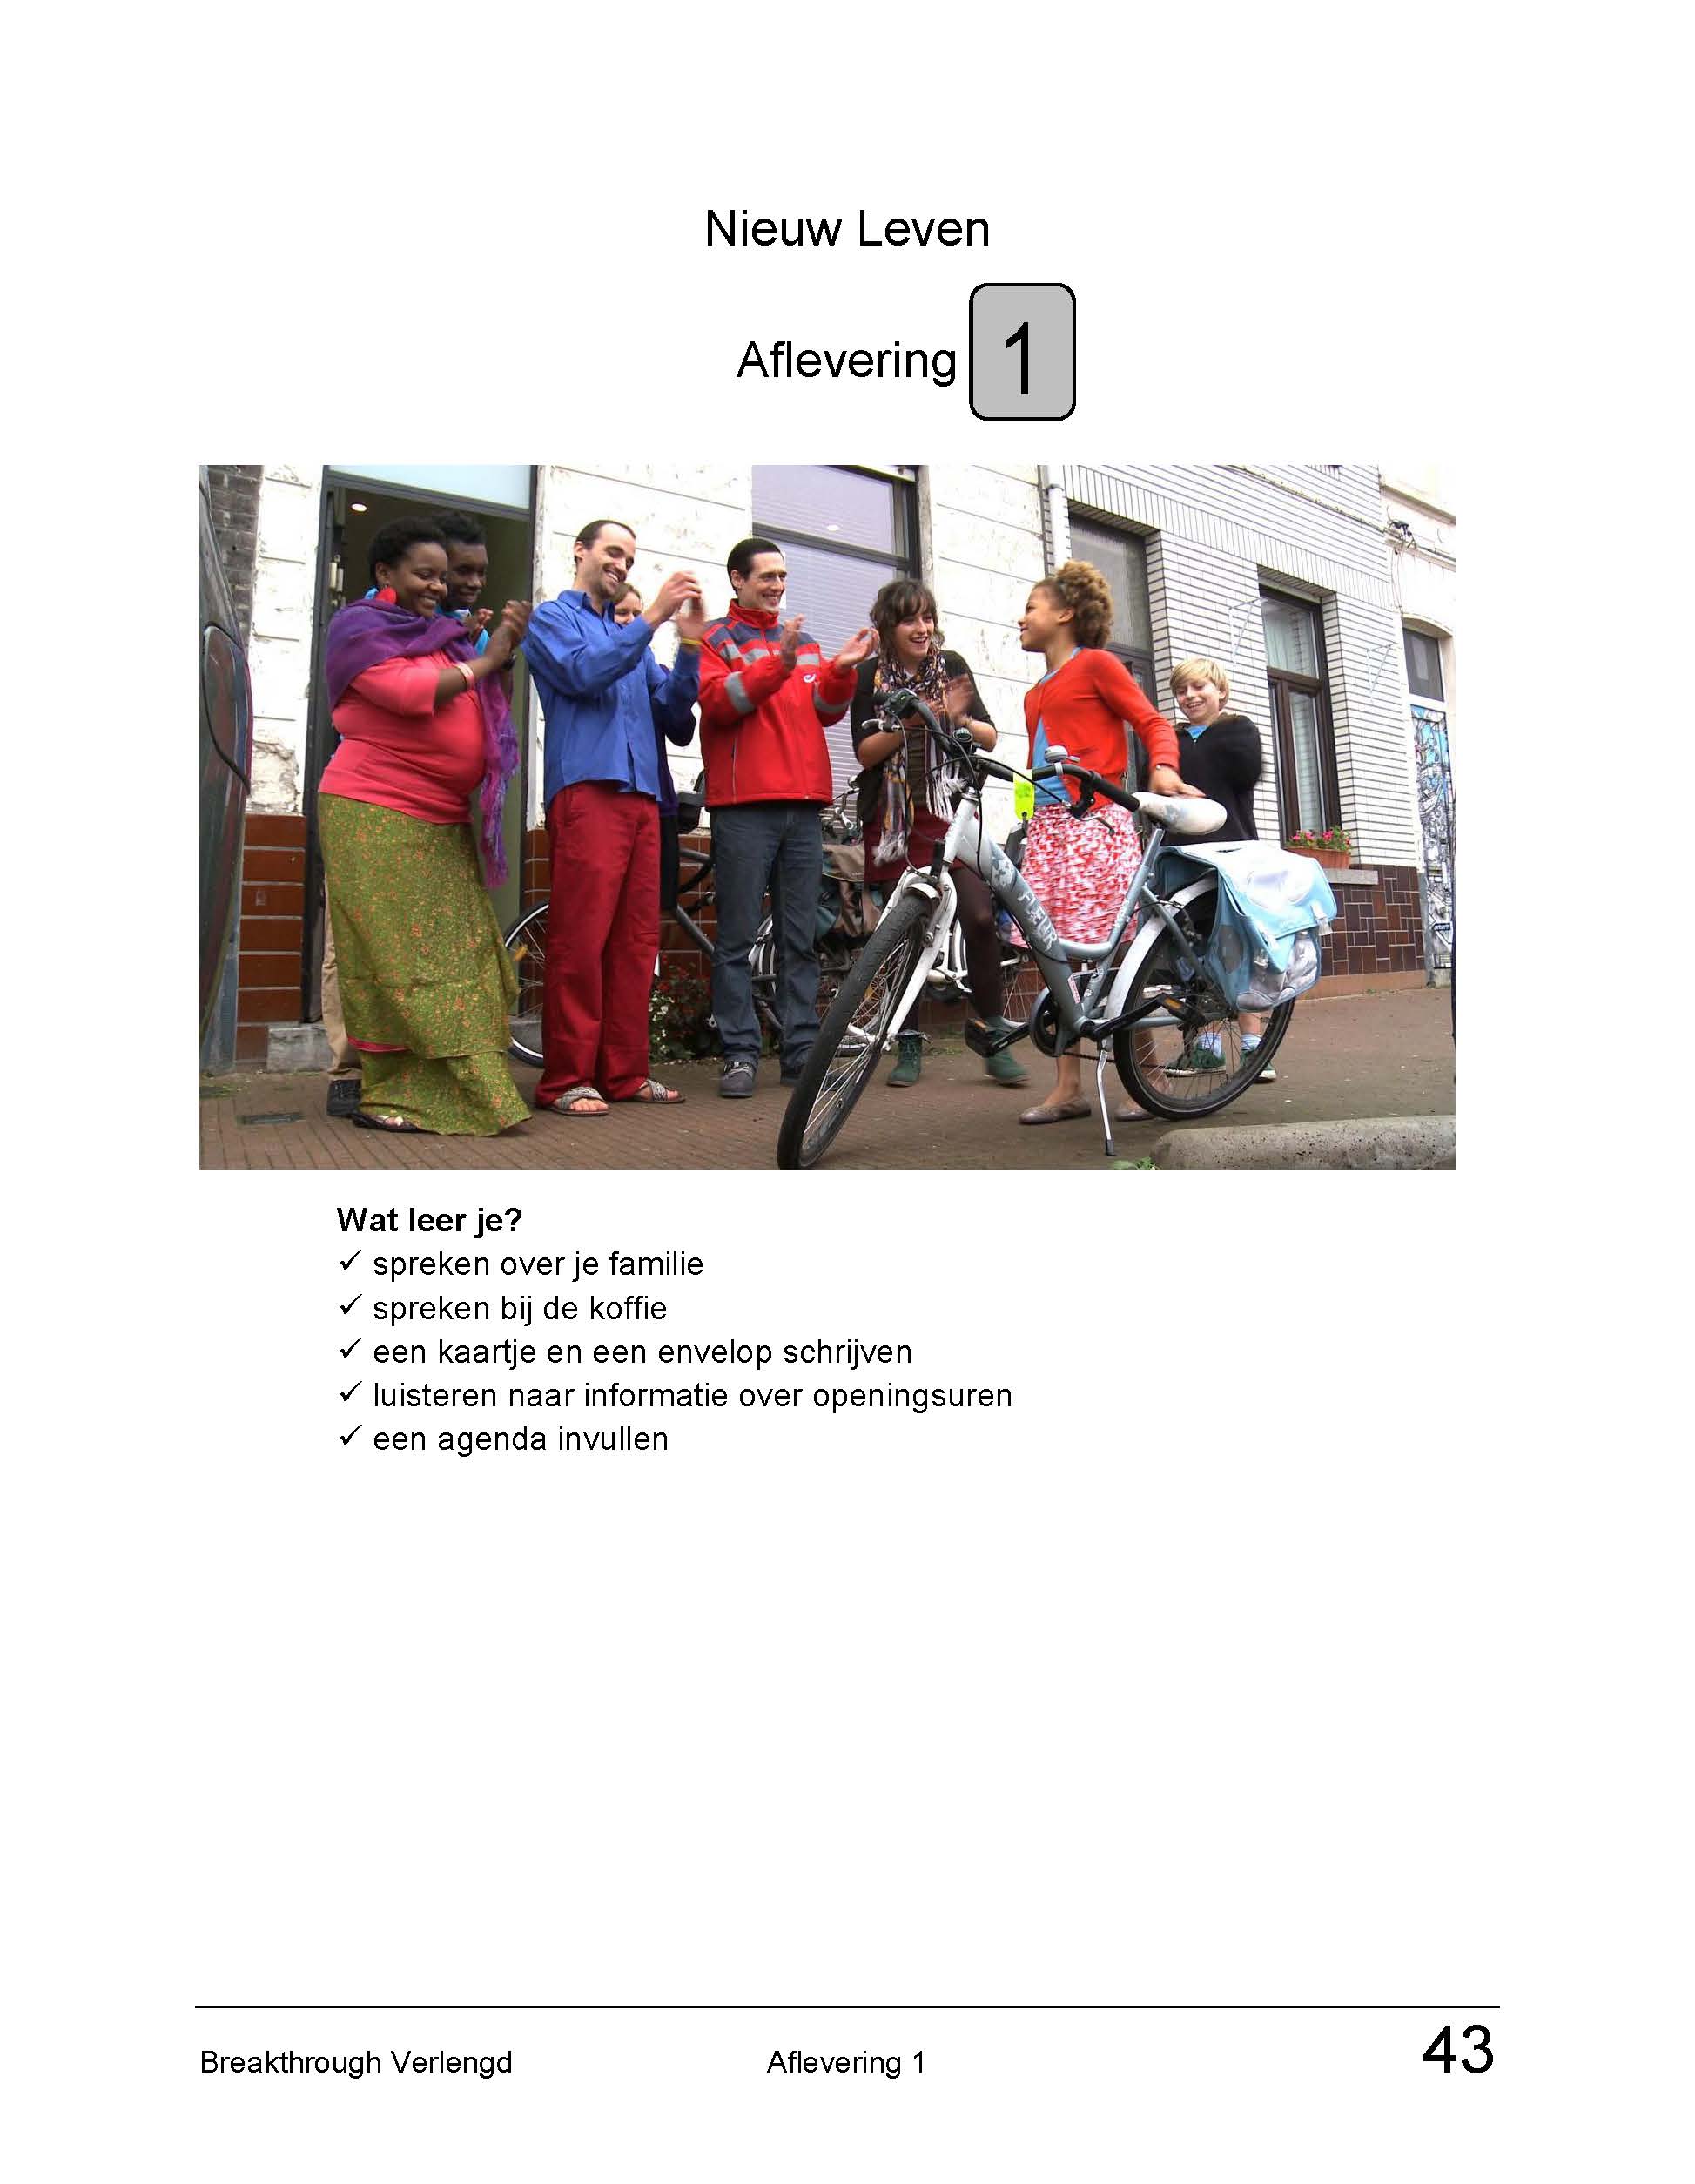 Nieuw Leven
Aflevering 1
FLEUR
Wat leer je?
✓ spreken over je familie
✓ spreken bij de koffie
✓ een kaartje en een envelop schrijven
✓ luisteren naar informatie over openingsuren
✓ een agenda invullen
Breakthrough Verlengd Aflevering 1 43